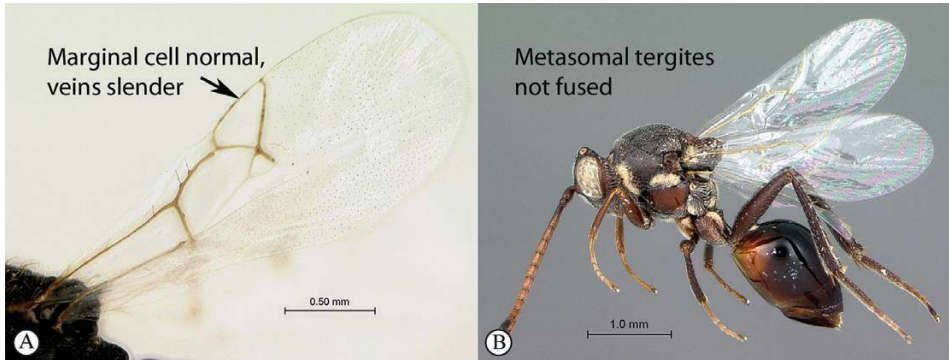 Marginal cell normal,
veins slender
0.50 mm
A
Metasomal tergites
not fused
1.0 mm
B